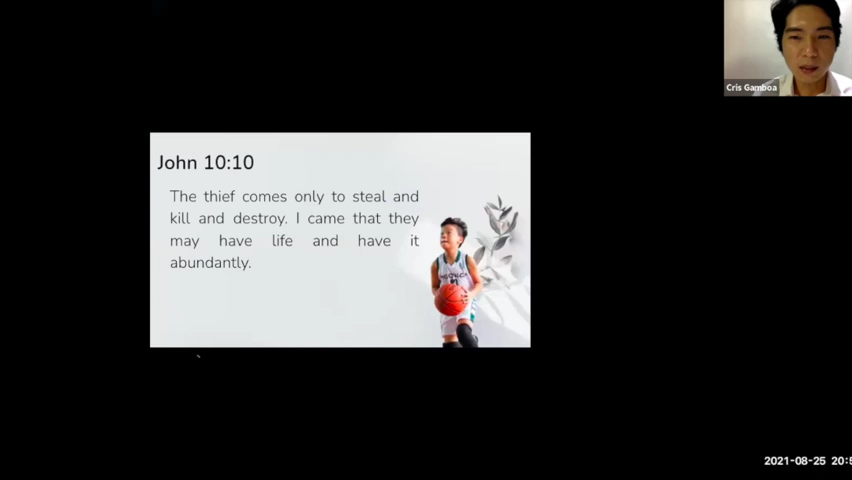 Cris Gamboa
John 10:10
The thief comes only to steal and
kill and destroy. I came that they
may have life and have it
abundantly.
2021-08-25 20:5